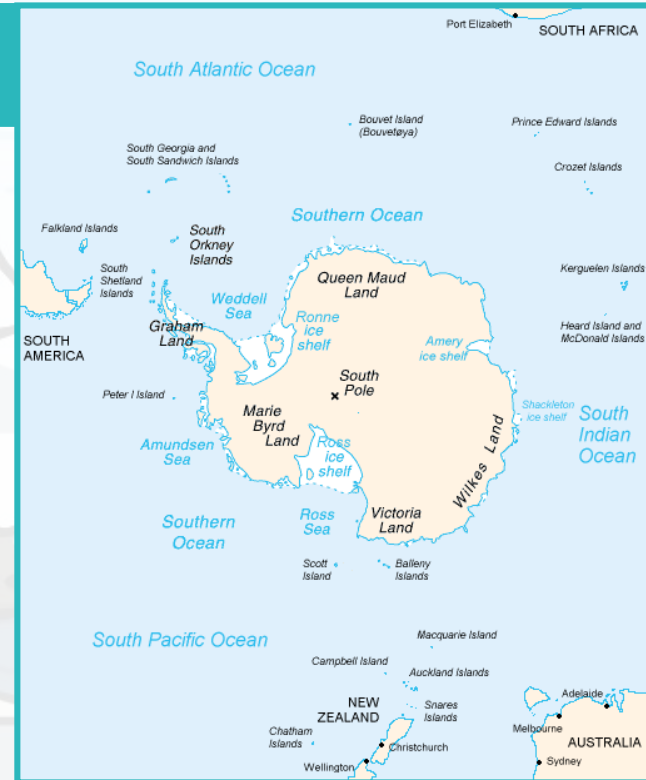 Port Elizabeth
SOUTH AFRICA
South Atlantic Ocean
Bouvet Island
(Bouvetøya)
Prince Edward Islands
South Georgia and
South Sandwich Islands
Crozet Islands
Southern Ocean
Falkland Islands
South
Orkney
Islands
South
Shetland
Islands
Queen Maud
Land
Kerguelen Islands
Weddell
Sea
Ronne
ice
shelf
Graham
Land
Heard Island and
McDonald Islands
SOUTH
AMERICA
Amery
ice shelf
South
Pole
Peter I Island
Marie
Byrd
Land
Shackleton
ice shelf
South
Indian
Ocean
Amundsen
Sea
Ross
ice
shelf
Wilkes Land
Southern
Ocean
Ross
Sea
Victoria
Land
Scott
Island
Balleny
Islands
South Pacific Ocean
Macquarie Island
Campbell Island
Auckland Islands
NEW
ZEALAND
Snares
Islands
Adelaide
Melbourne
Chatham
Islands
Christchurch
AUSTRALIA
Wellington
Sydney